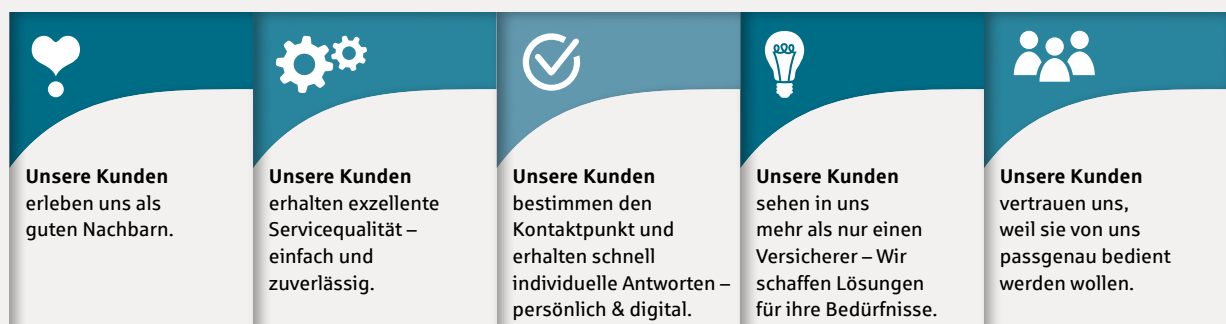 Unsere Kunden
erleben uns als
guten Nachbarn.
Unsere Kunden
erhalten exzellente
Servicequalität –
einfach und
zuverlässig.
Unsere Kunden
bestimmen den
Kontaktpunkt und
erhalten schnell
individuelle Antworten –
persönlich & digital.
Unsere Kunden
sehen in uns
mehr als nur einen
Versicherer – Wir
schaffen Lösungen
für ihre Bedürfnisse.
Unsere Kunden
vertrauen uns,
weil sie von uns
passgenau bedient
werden wollen.